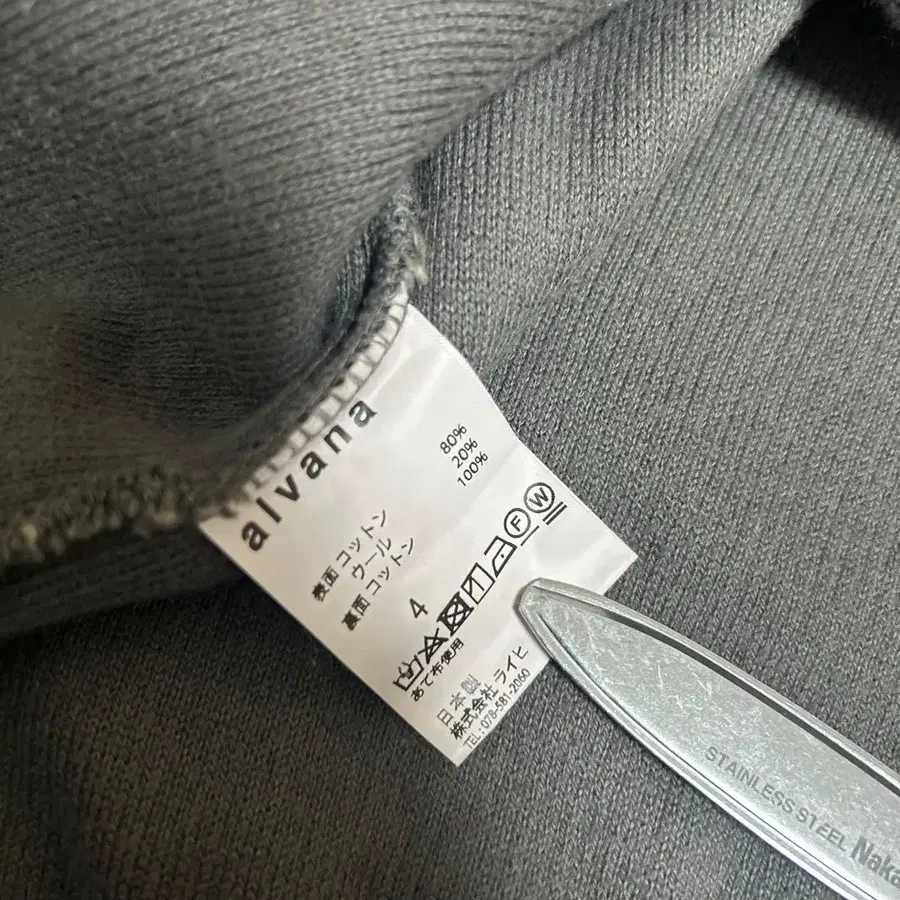 alvana
表面 コットン 80%
ウール 20%
裏面 コットン 100%
4
F W
あて布使用
日本製
株式会社 ライヒ
TEL : 078-581-2060
STAINLESS STEEL